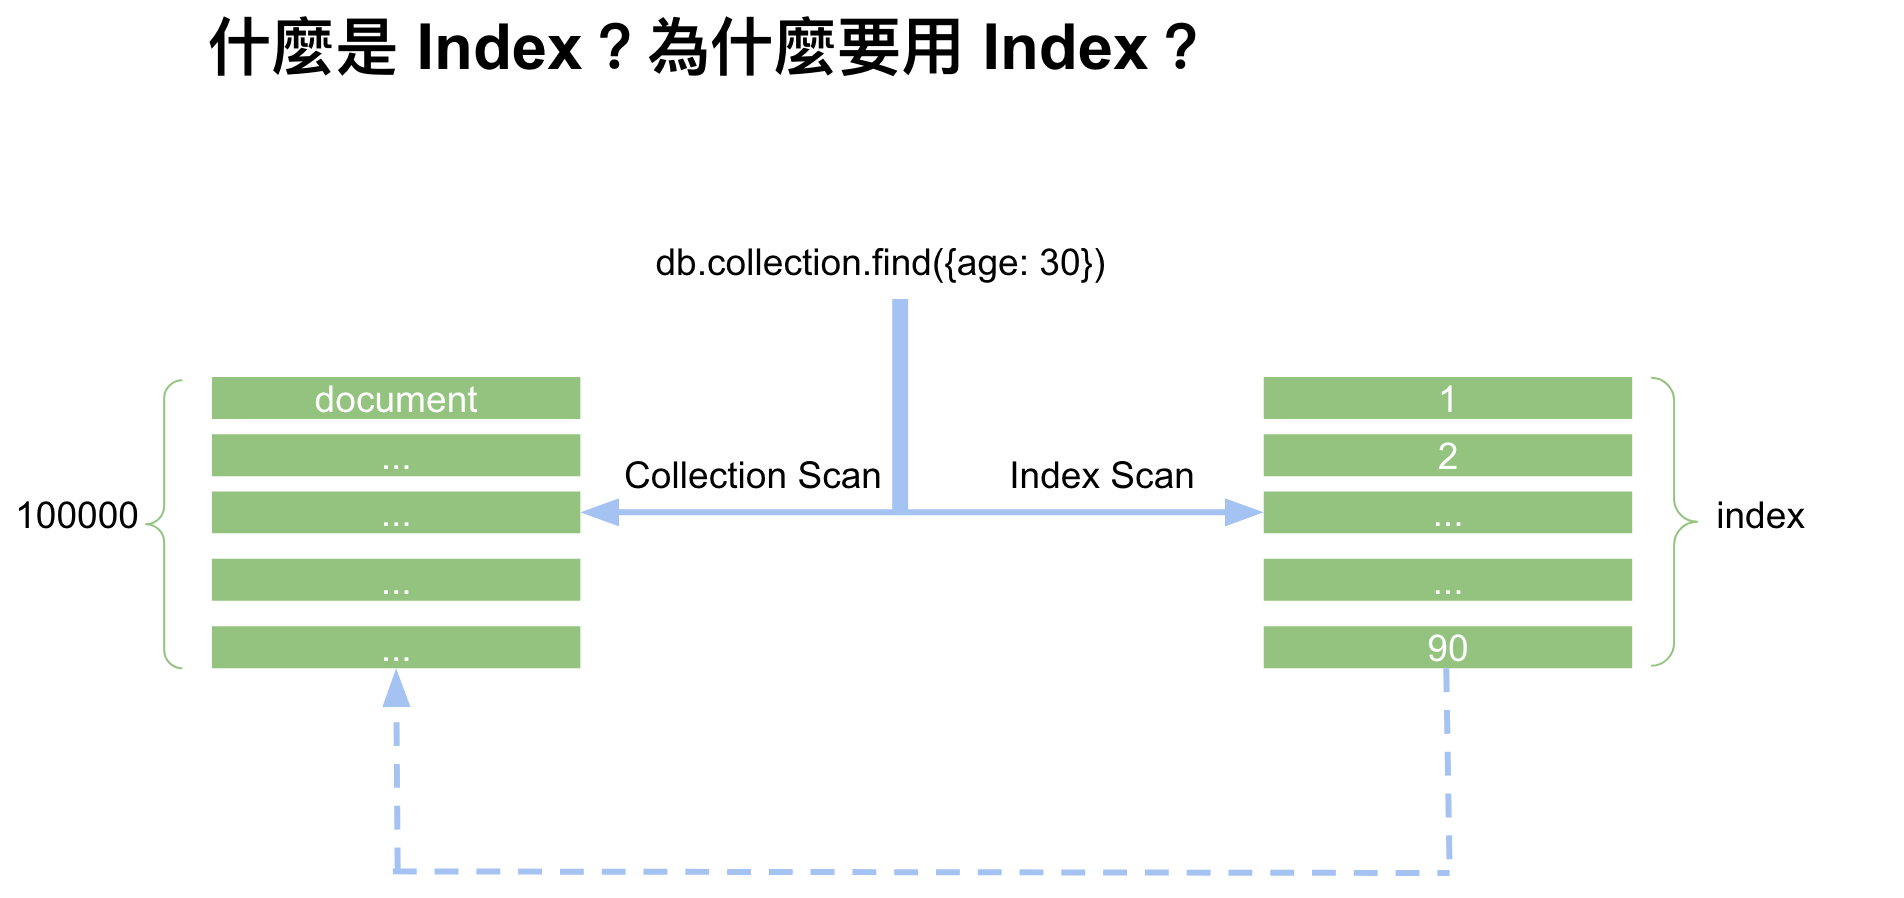 什麼是 Index？為什麼要用 Index？
db.collection.find({age: 30})
document
...
...
...
...
100000
Collection Scan
Index Scan
1
2
...
...
90
index